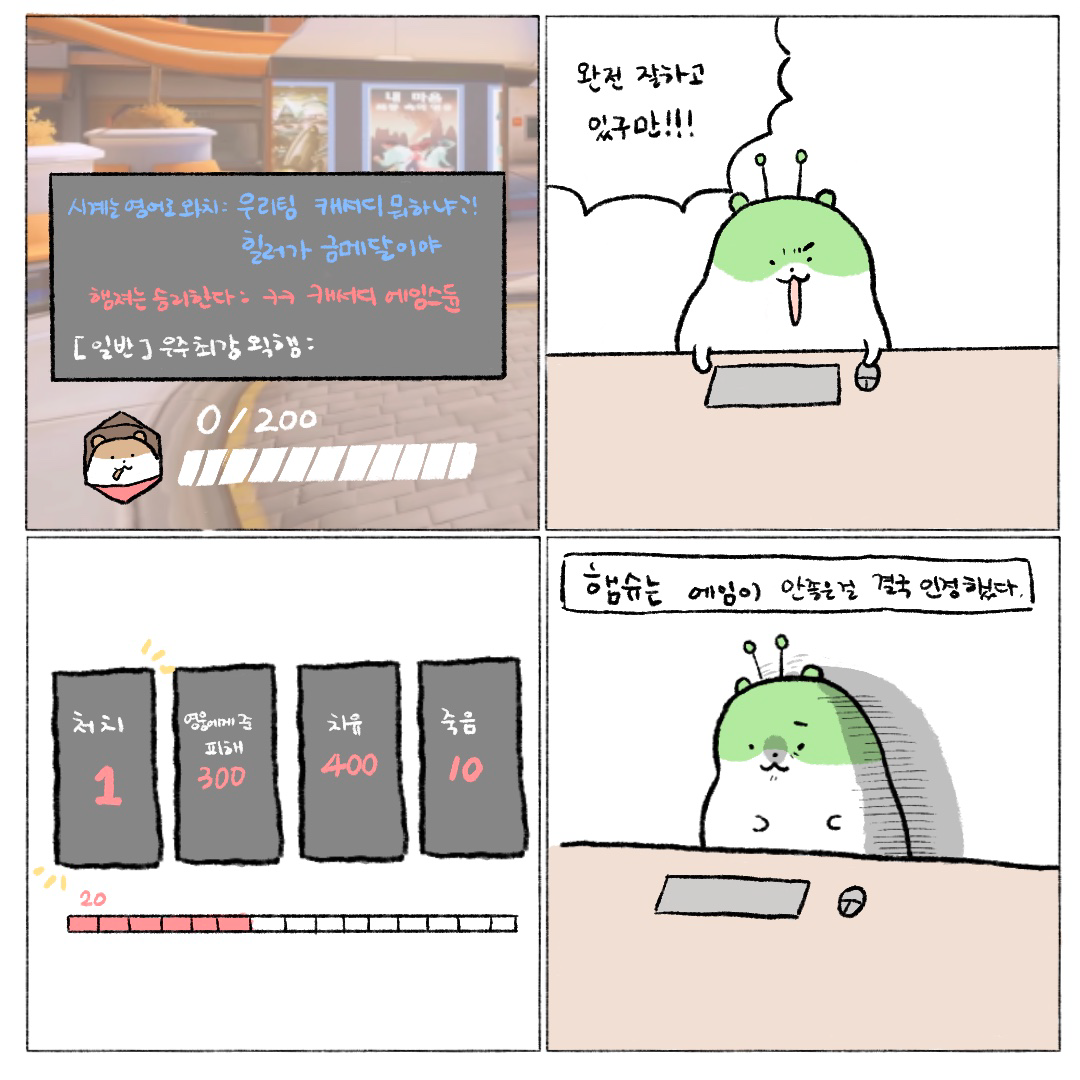 내 마음
시계는 영어로 와치: 우리팀 캐서디 뭐하냐?!
힐러가 금메달이야
햄져는 승리한다: ㅋㅋ 캐서디 에임스듄
[일반] 우주최강 왹햄:
0/200
완전 잘하고
있구만!!!
처치
1
영웅에게 준
피해
300
치유
400
죽음
10
20
햄슈는 에임이 안좋은걸 결국 인정했다.